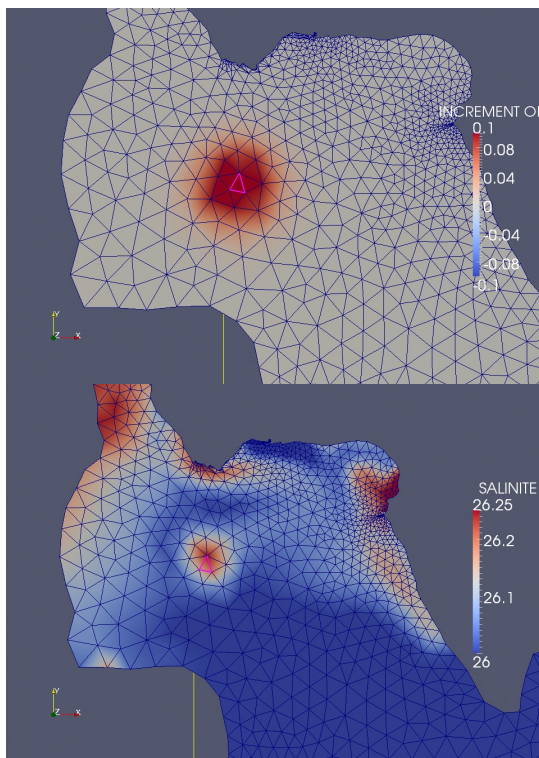 INCREMENT OF
0.1
0.08
0.04
0
-0.04
-0.08
-0.1
Y
Z X
SALINITE
26.25
26.2
26.1
26
Y
Z X